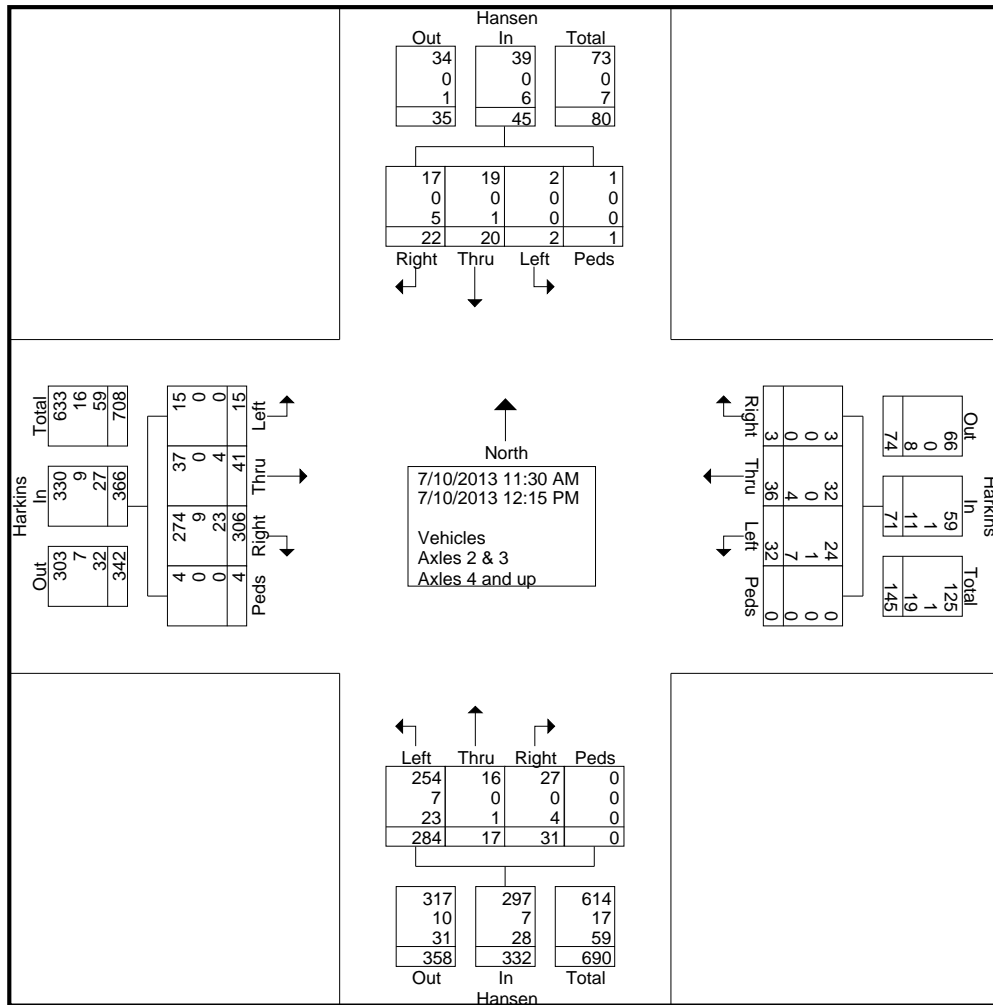 Hansen
Out In Total
34 39 73
0 0 0
1 6 7
35 45 80
17 19 2 1
0 0 0 0
5 1 0 0
22 20 2 1
Right Thru Left Peds
Harkins
Total
633 16 59 708
In
330 9 27 366
Out
303 7 32 342
Left
15 0 0 15
Thru
37 0 4 41
Right
274 9 23 306
Peds
4 0 0 4
North
7/10/2013 11:30 AM
7/10/2013 12:15 PM
Vehicles
Axles 2 & 3
Axles 4 and up
Right
3 0 0 3
Thru
32 0 4 36
Left
24 1 7 32
Peds
0 0 0 0
Harkins
Out
66 0 8 74
In
59 1 11 71
Total
125 1 19 145
Left Thru Right Peds
254 16 27 0
7 0 0 0
23 1 4 0
284 17 31 0
317 297 614
10 7 17
31 28 59
358 332 690
Out In Total
Hansen